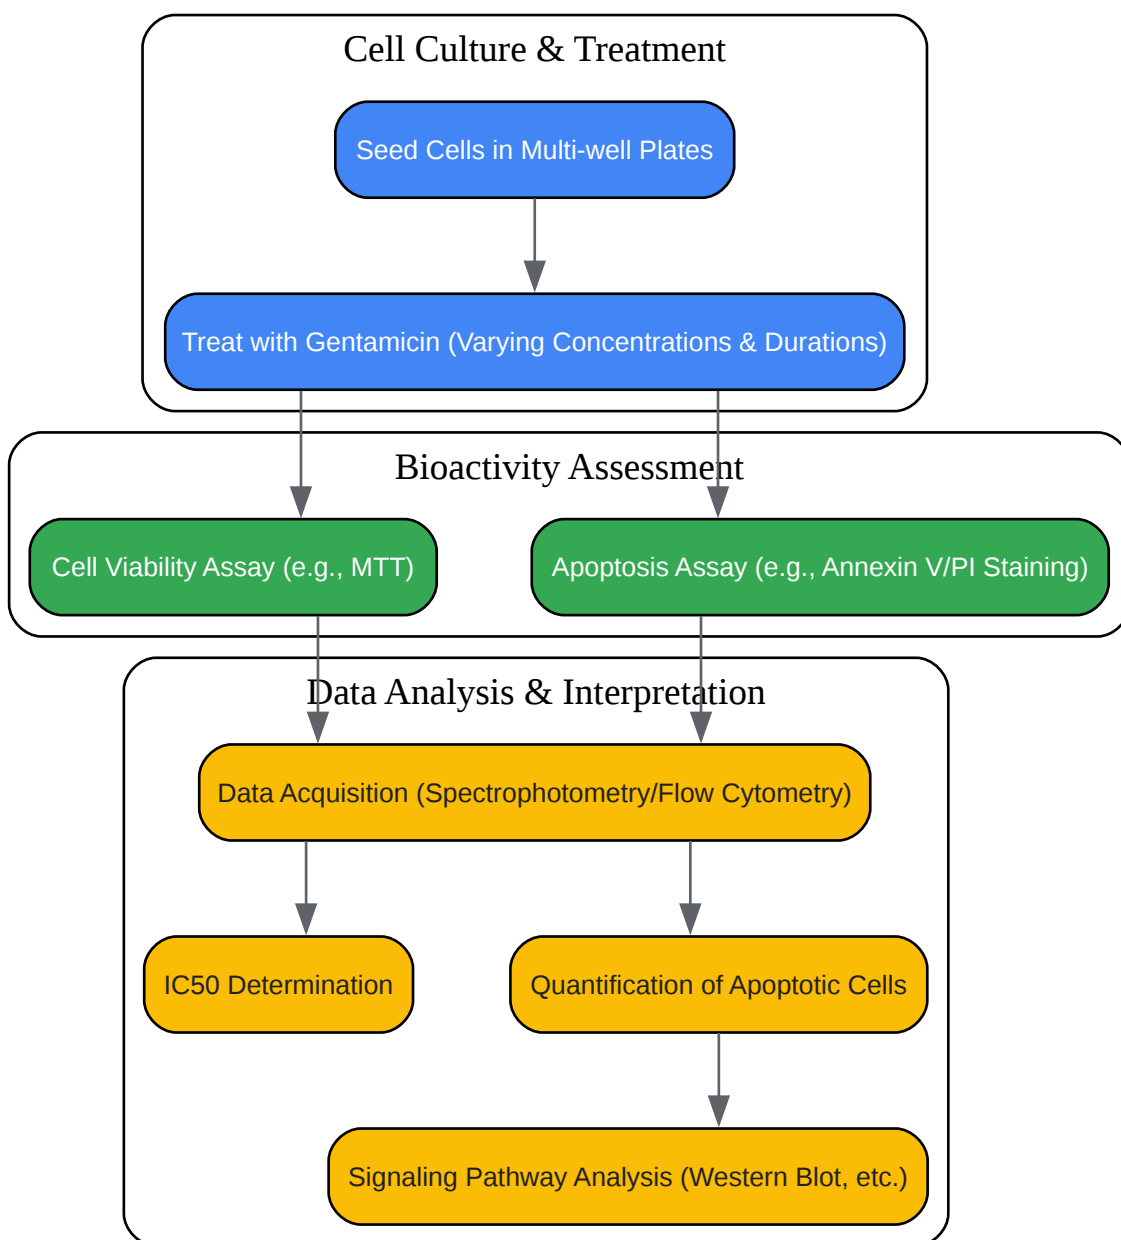 Cell Culture & Treatment
Seed Cells in Multi-well Plates
Treat with Gentamicin (Varying Concentrations & Durations)
Bioactivity Assessment
Cell Viability Assay (e.g., MTT)
Apoptosis Assay (e.g., Annexin V/PI Staining)
Data Analysis & Interpretation
Data Acquisition (Spectrophotometry/Flow Cytometry)
IC50 Determination
Quantification of Apoptotic Cells
Signaling Pathway Analysis (Western Blot, etc.)